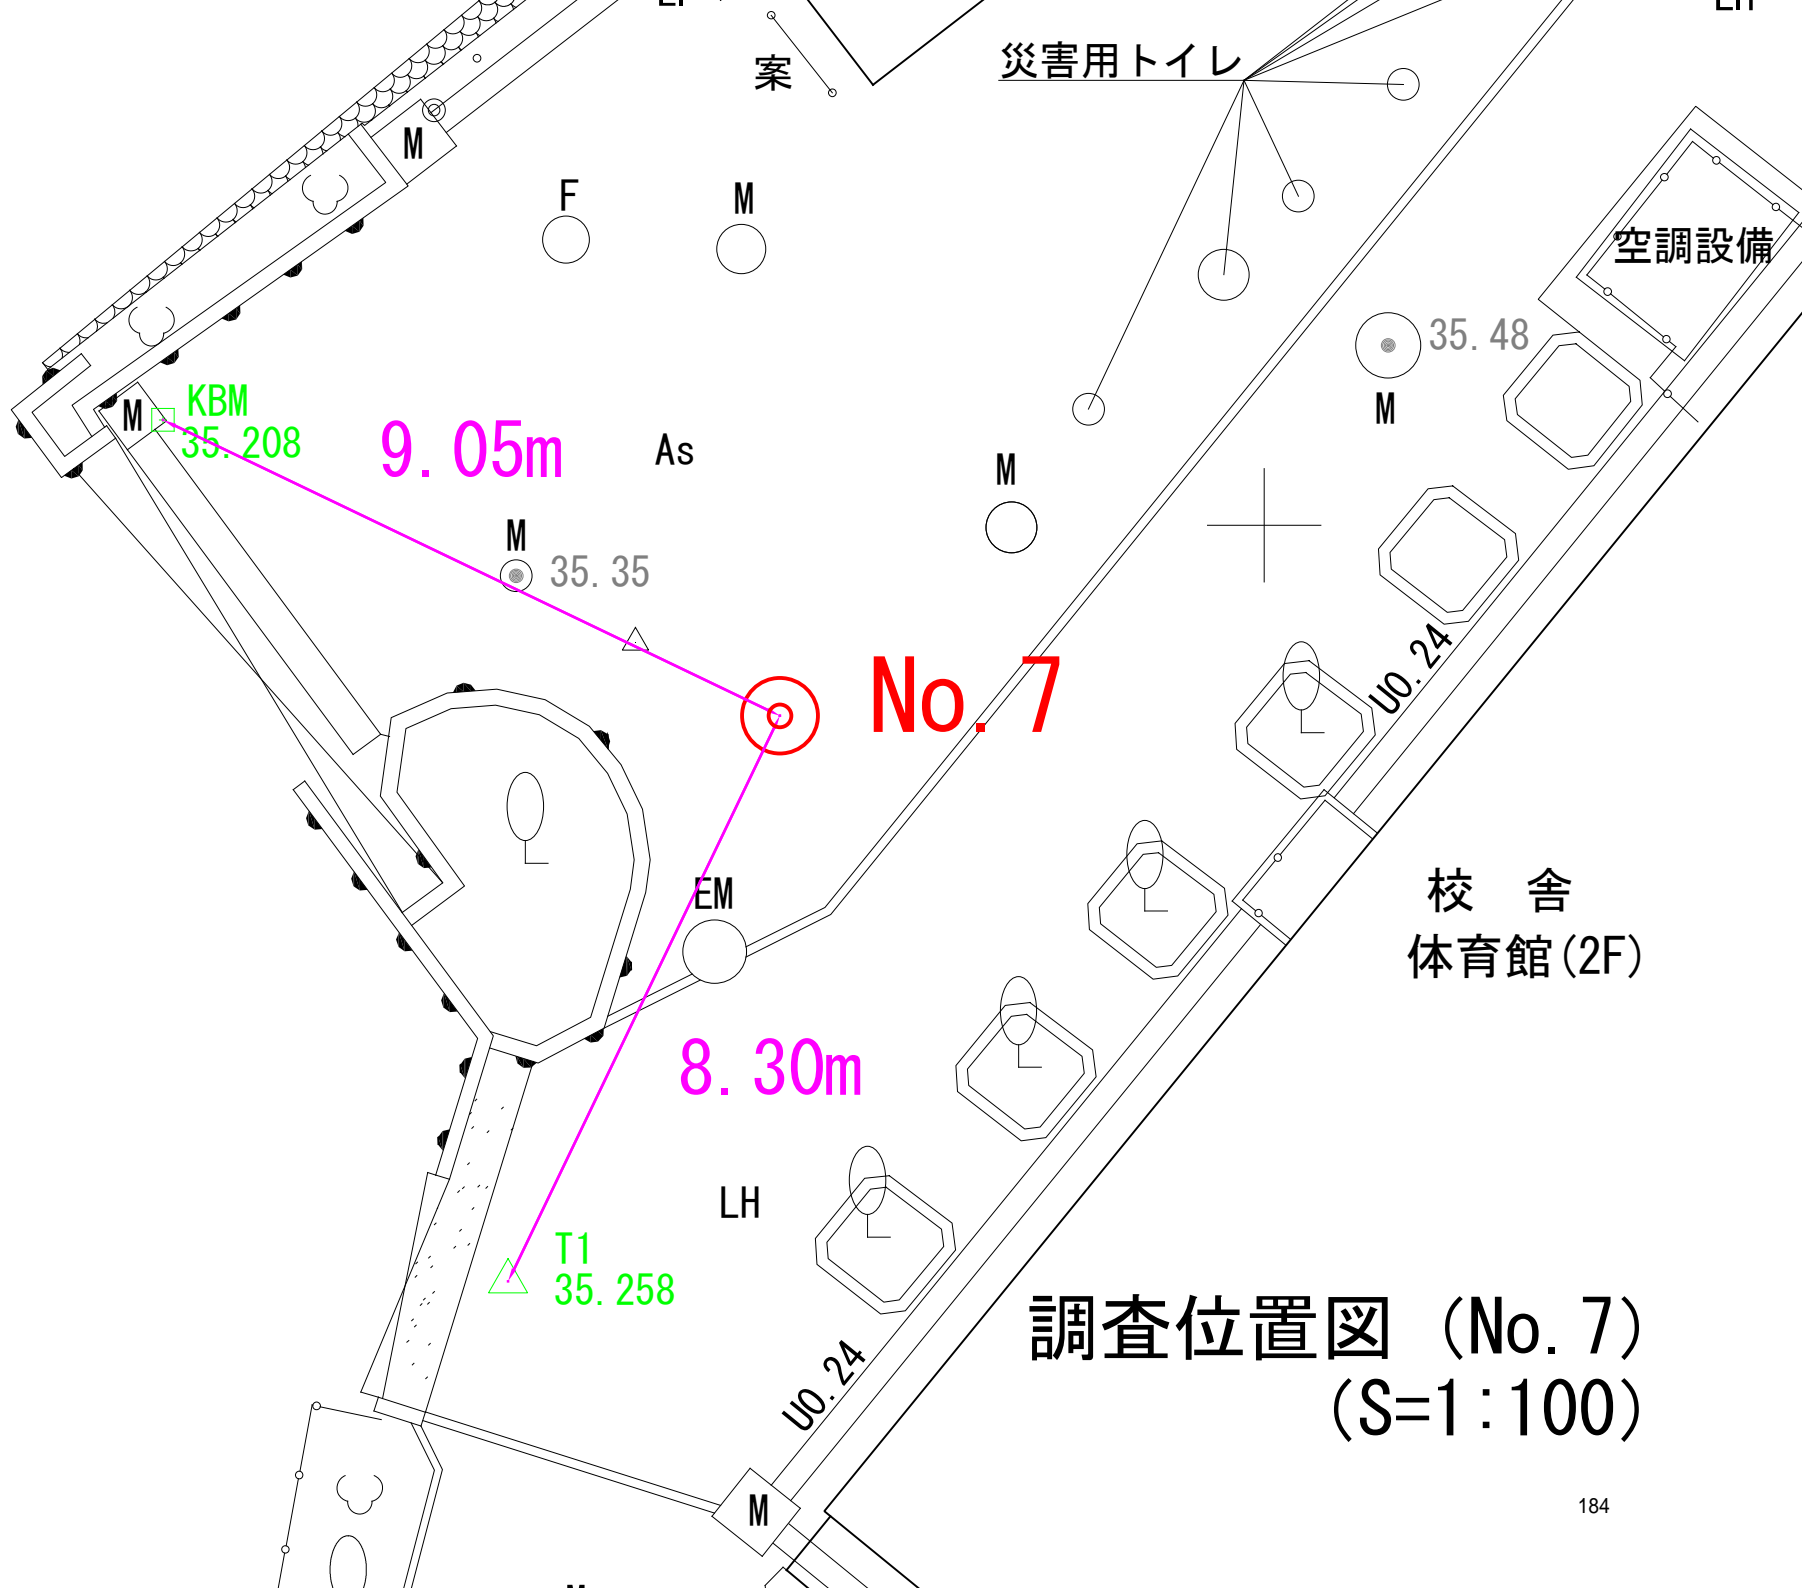 LH
災害用トイレ
案
M
F
M
空調設備
35.48
M
KBM
35.208
M
9.05m
As
M
M
35.35
No.7
U0.24
EM
校 舎
体育館(2F)
8.30m
LH
T1
35.258
調査位置図 (No.7)
(S=1:100)
U0.24
M
184